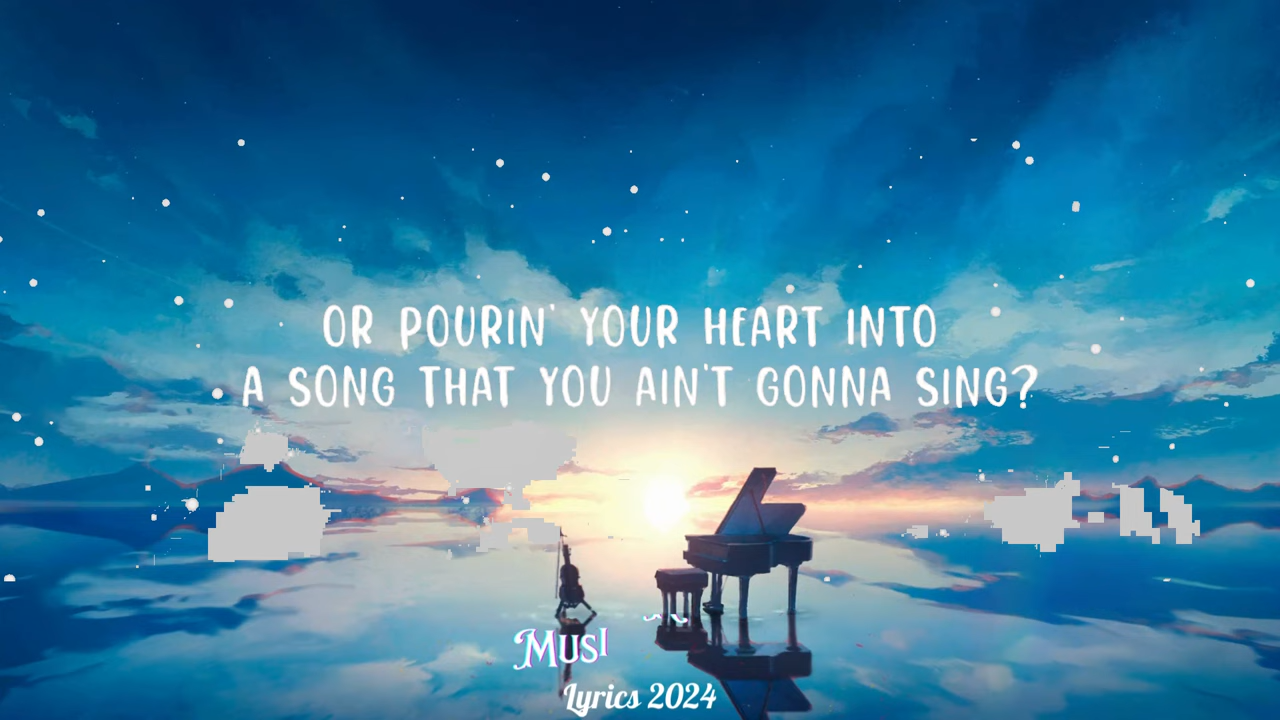 OR POURIN' YOUR HEART INTO
A SONG THAT YOU AIN'T GONNA SING?
MUSI
Lyrics 2024